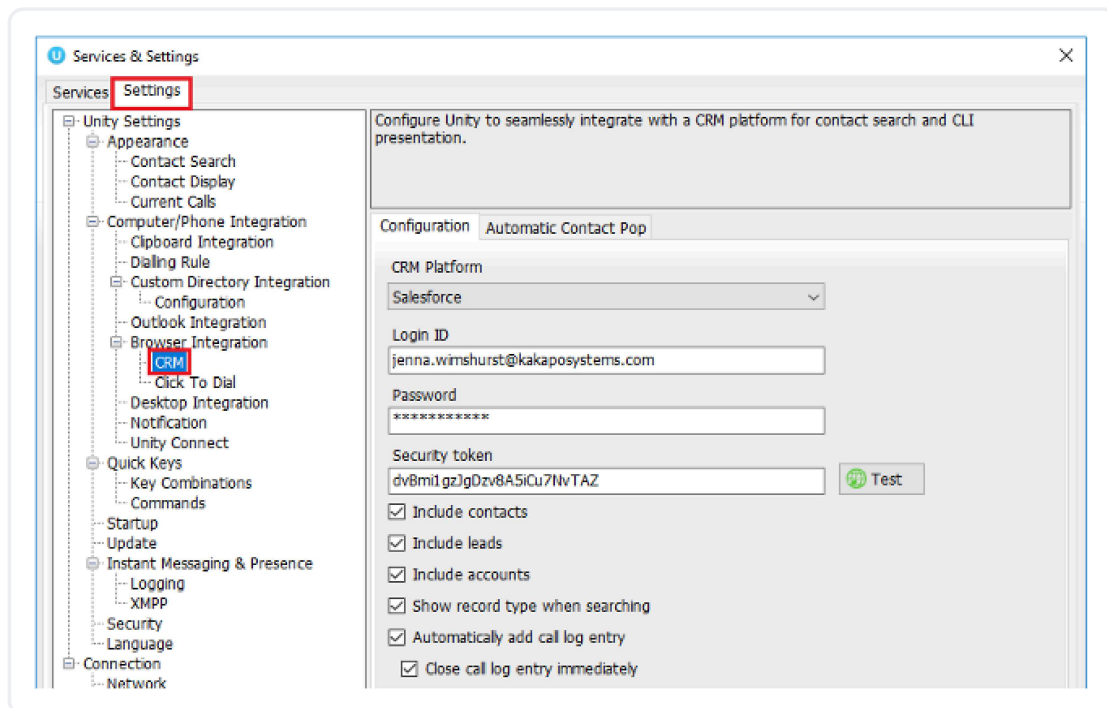 Services & Settings
Services
Settings
Unity Settings
Appearance
Contact Search
Contact Display
Current Calls
Computer/Phone Integration
Clipboard Integration
Dialing Rule
Custom Directory Integration
Configuration
Outlook Integration
Browser Integration
CRM
Click To Dial
Desktop Integration
Notification
Unity Connect
Quick Keys
Key Combinations
Commands
Startup
Update
Instant Messaging & Presence
Logging
XMPP
Security
Language
Connection
Network
Configure Unity to seamlessly integrate with a CRM platform for contact search and CLI
presentation.
Configuration
Automatic Contact Pop
CRM Platform
Salesforce
Login ID
jenna.wimshurst@kakaposystems.com
Password
***********
Security token
dvBmi1gzJgDzv8A5iCu7NvTAZ
Test
Include contacts
Include leads
Include accounts
Show record type when searching
Automatically add call log entry
Close call log entry immediately